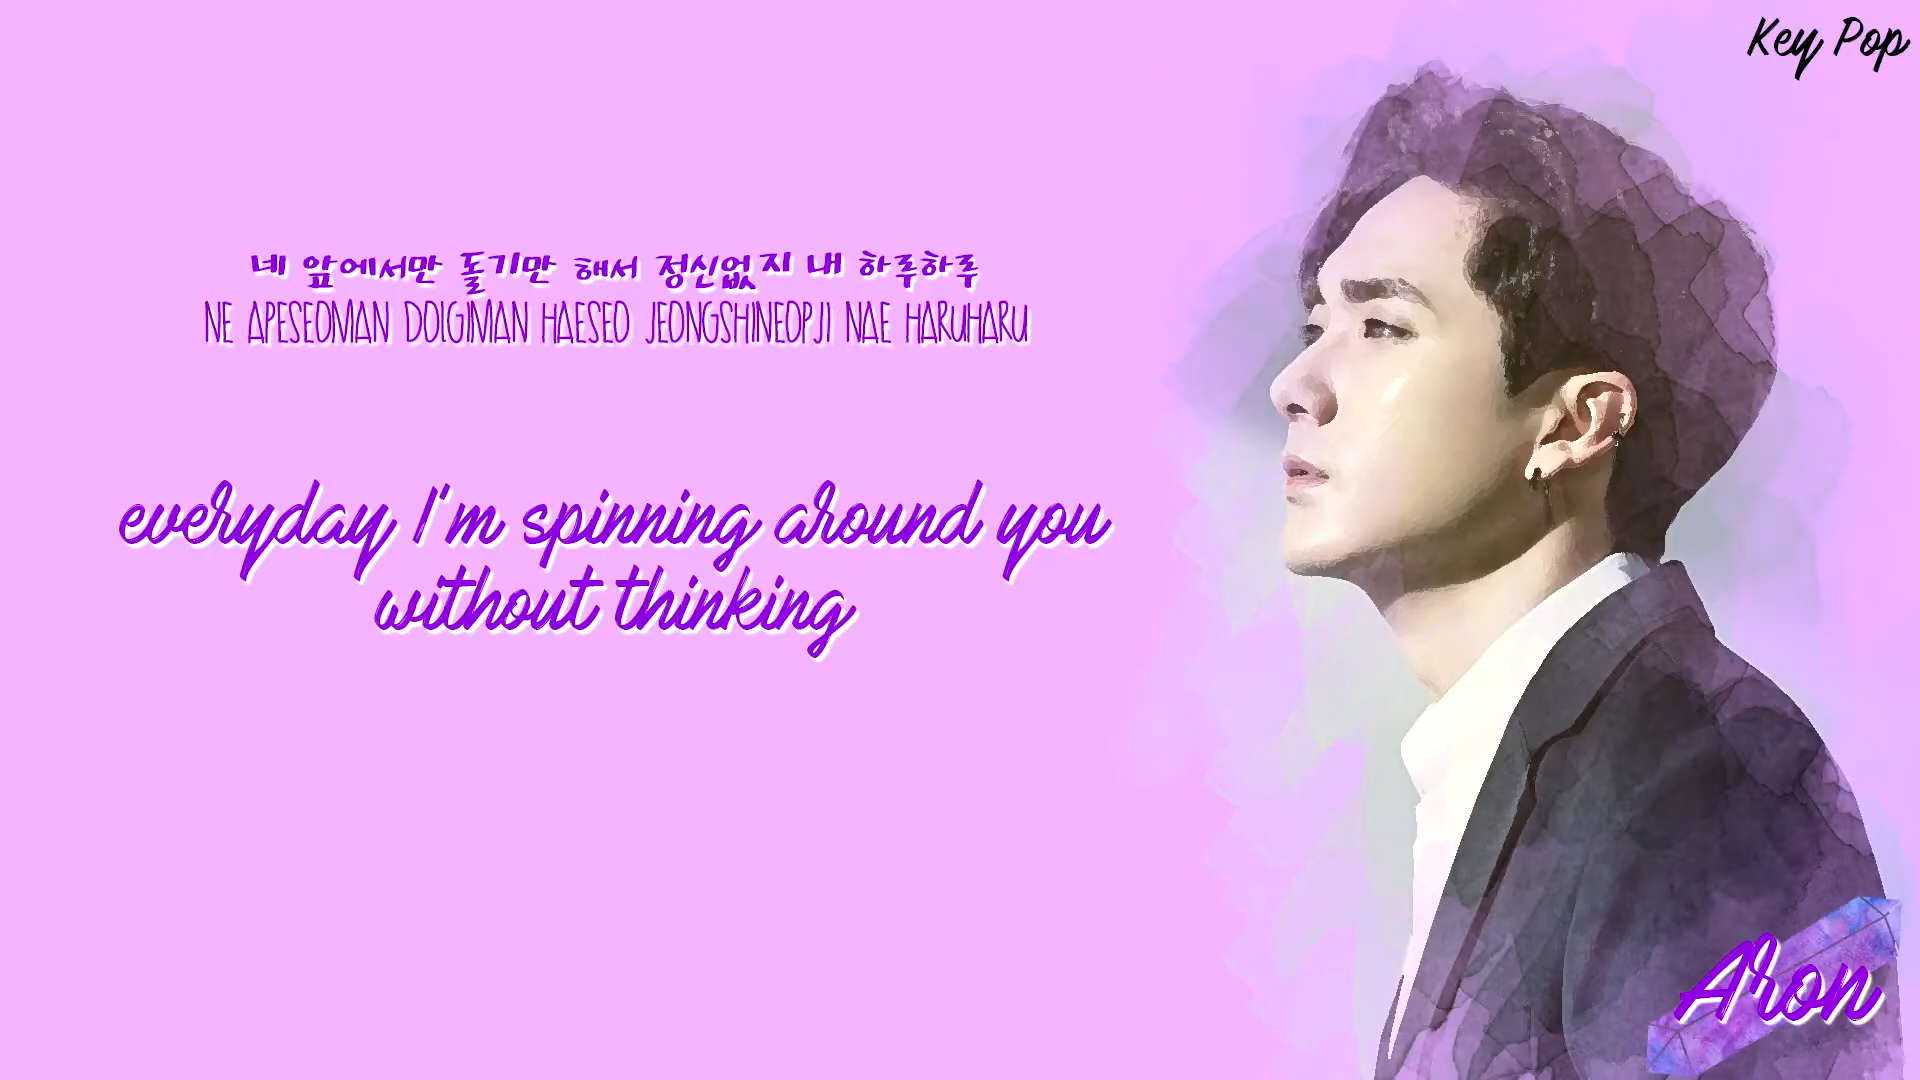 Key Pop
네 앞에서만 돌기만 해서 정신없지 내 하루하루
NE APESEOMAN DOLGIMAN HAESEO JEONGSHINEOPJI NAE HARUHARU
everyday I'm spinning around you
without thinking
Aron